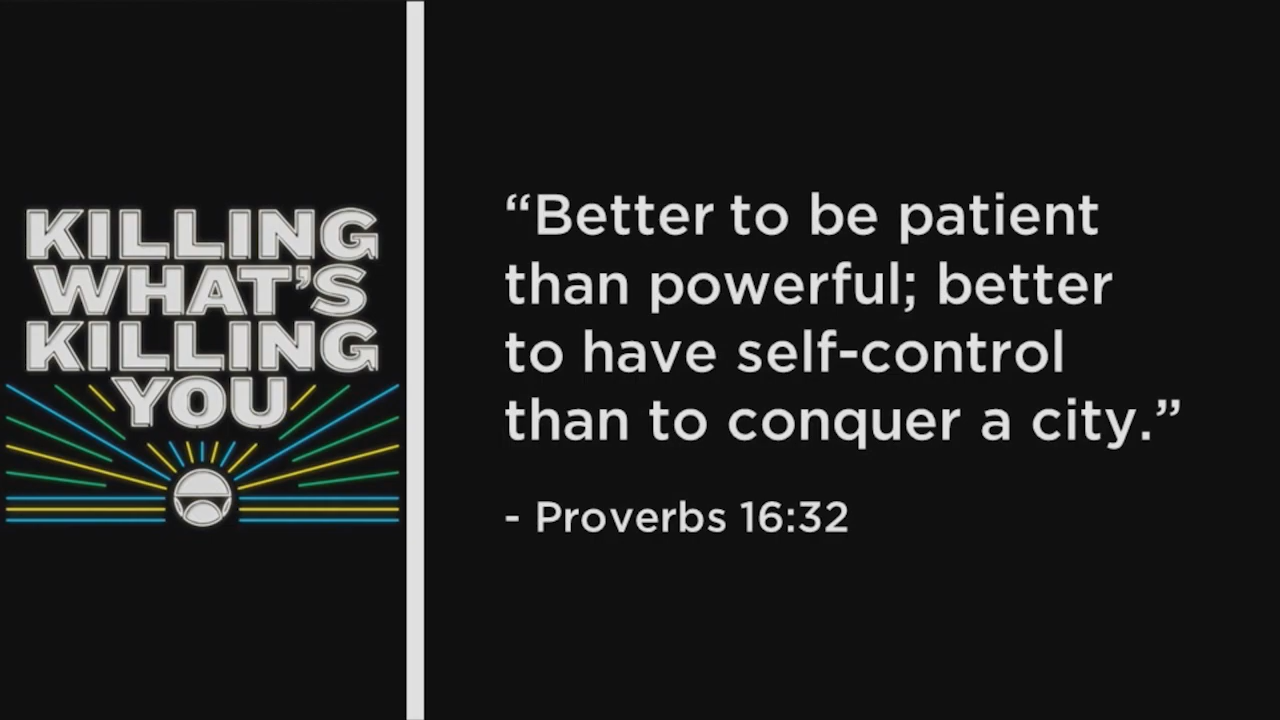 KILLING
WHAT'S
KILLING
YOU
“Better to be patient
than powerful; better
to have self-control
than to conquer a city.”
- Proverbs 16:32